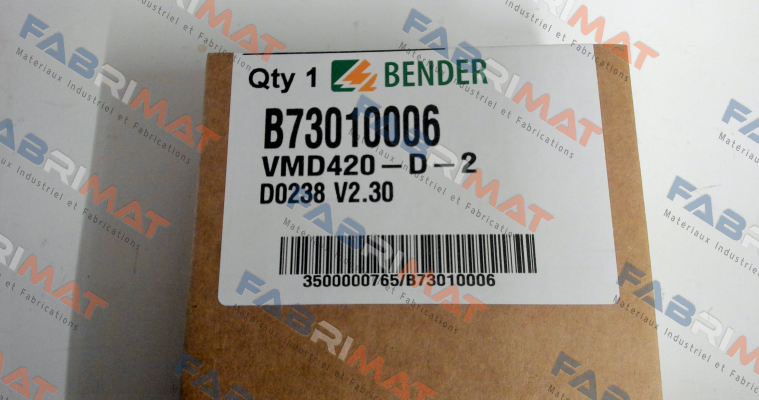 Qty 1 BENDER
B73010006
VMD420-D-2
D0238 V2.30
3500000765/B73010006
FABRIMAT
Matériaux Industriel et Fabrications